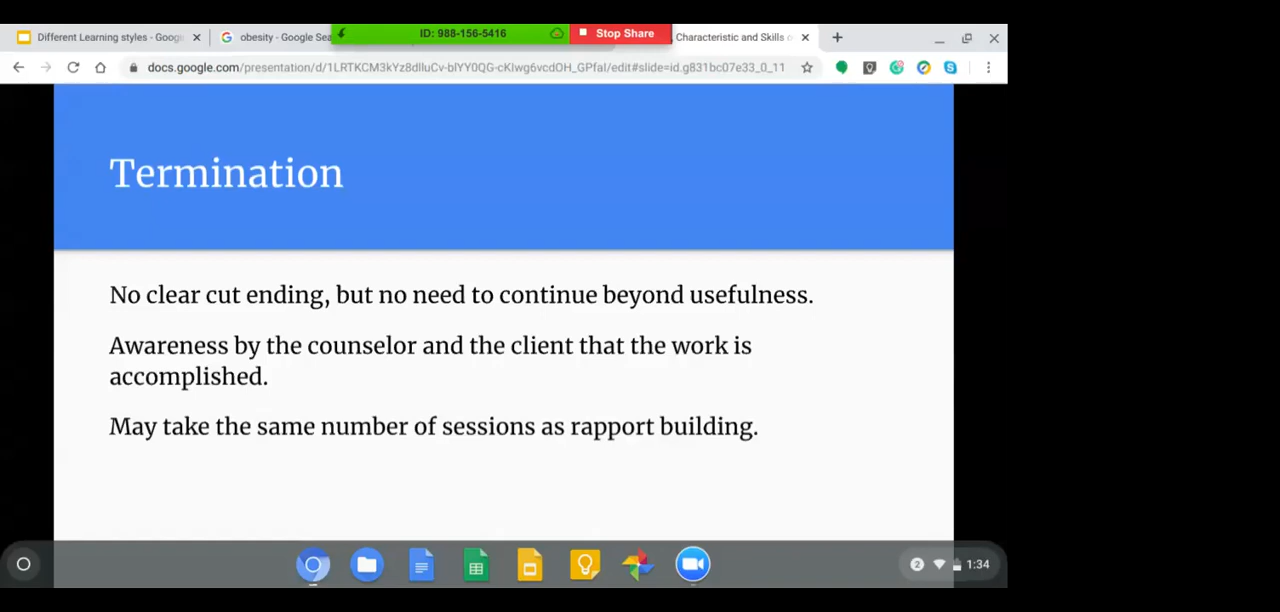 Different Learning styles - Goog
obesity - Google Sea
ID: 988-156-5416
Stop Share
Characteristic and Skills o
docs.google.com/presentation/d/1LRTKCM3kYz8dlluCv-blYY0QG-cKIwg6vcdOH_GPfaI/edit#slide=id.g831bc07e33_0_11
Termination
No clear cut ending, but no need to continue beyond usefulness.
Awareness by the counselor and the client that the work is
accomplished.
May take the same number of sessions as rapport building.
2
1:34